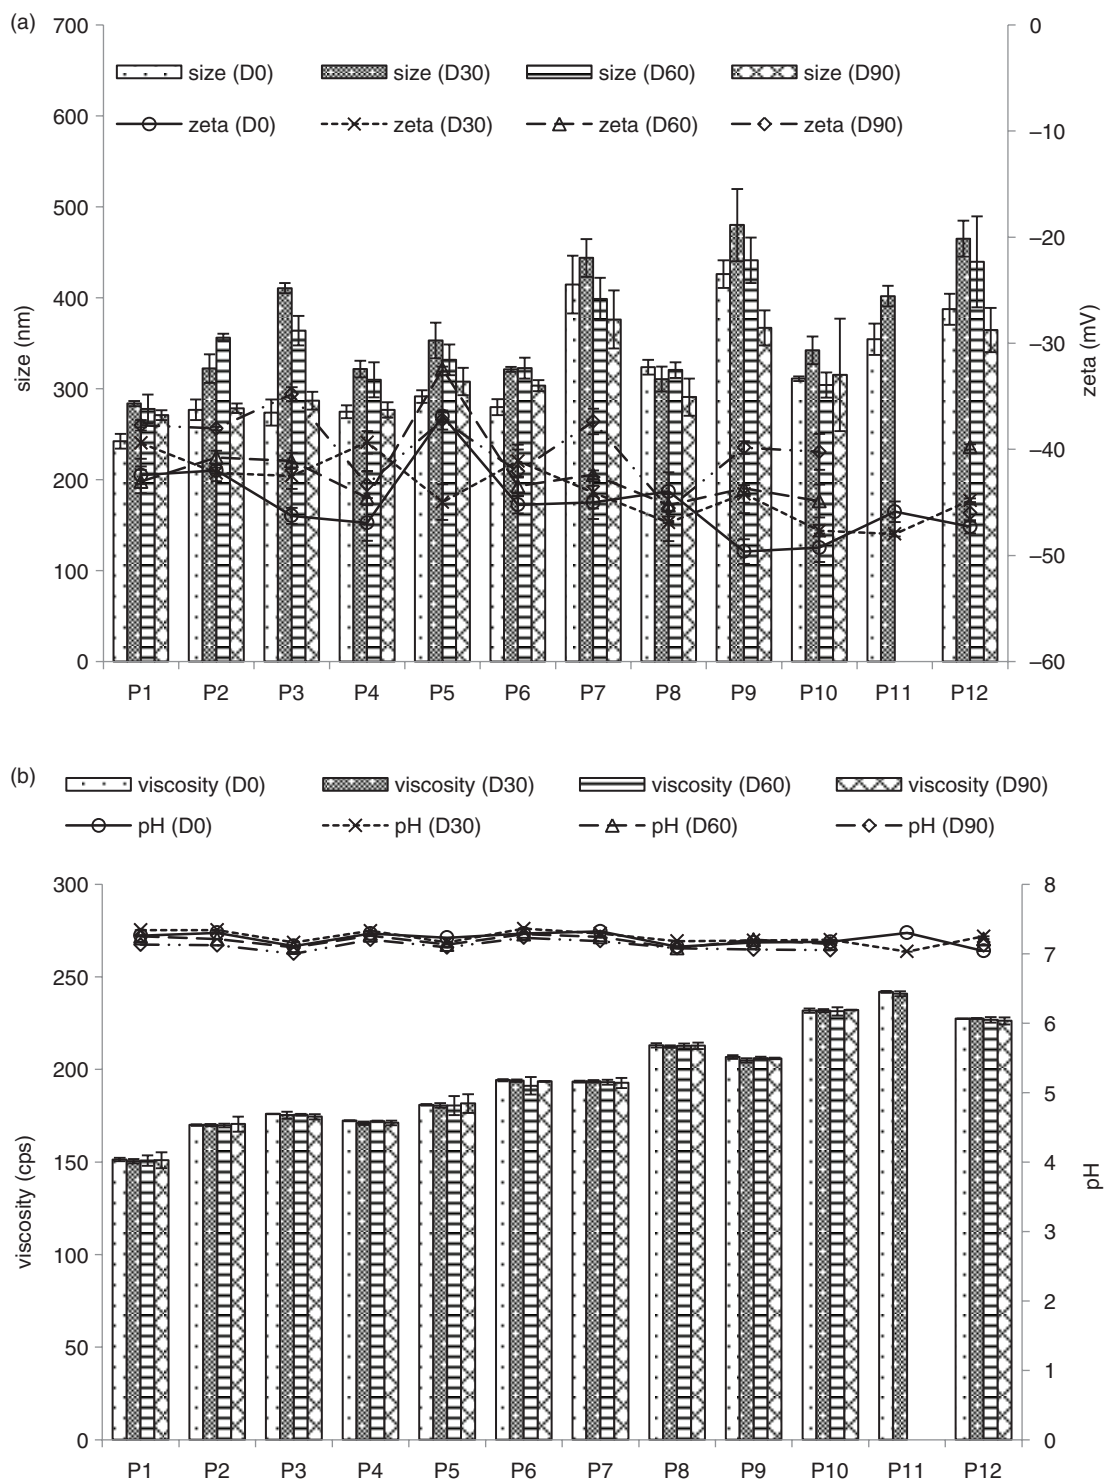 (a)
700
600
500
400
300
200
100
0
size (nm)
size (D0) size (D30) size (D60) size (D90)
zeta (D0) zeta (D30) zeta (D60) zeta (D90)
0
–10
–20
–30
–40
–50
–60
zeta (mV)
P1 P2 P3 P4 P5 P6 P7 P8 P9 P10 P11 P12
(b)
viscosity (D0) viscosity (D30) viscosity (D60) viscosity (D90)
pH (D0) pH (D30) pH (D60) pH (D90)
300
250
200
150
100
50
0
viscosity (cps)
8
7
6
5
4
3
2
1
0
pH
P1 P2 P3 P4 P5 P6 P7 P8 P9 P10 P11 P12